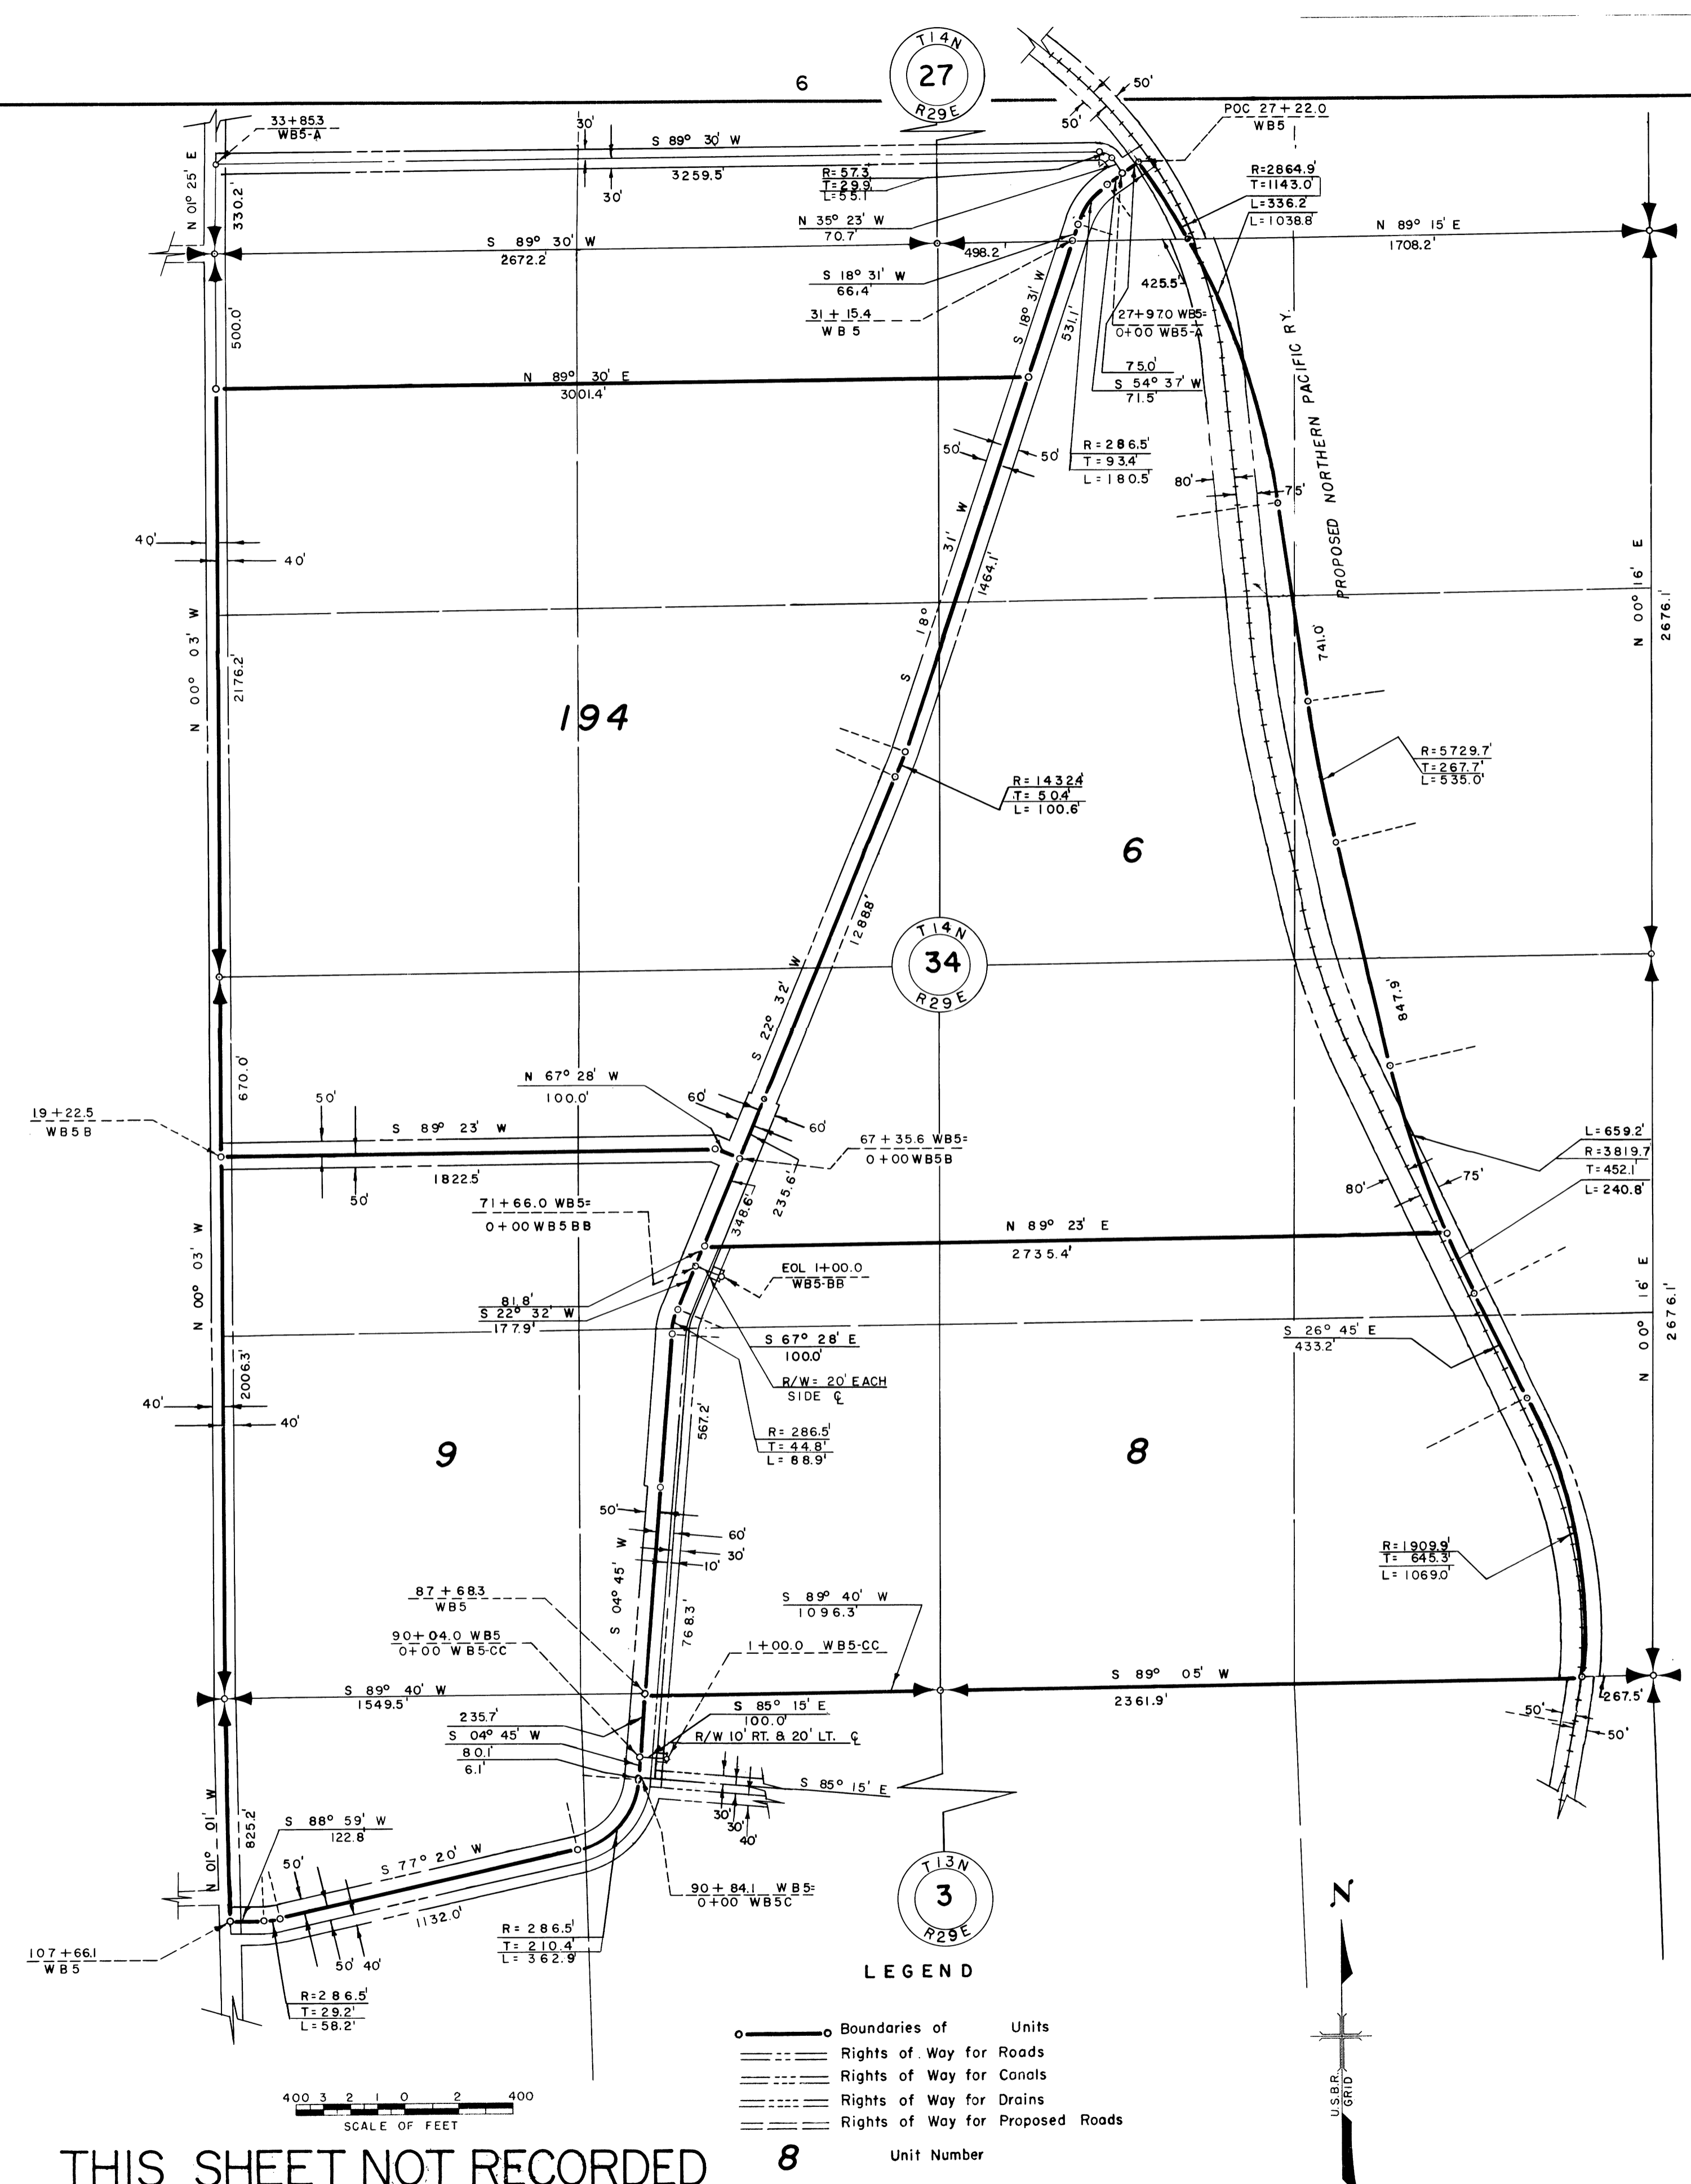 6
T14N
27
R29E
50'
50'
POC 27+22.0
WB5
33+85.3
WB5-A
30'
S 89° 30' W
3259.5'
30'
R=57.3'
T=29.9'
L=55.1'
N 35° 23' W
70.7'
R=2864.9'
T=1143.0'
L=336.2'
L=1038.8'
N 01° 25' E
330.2'
S 89° 30' W
2672.2'
498.2'
N 89° 15' E
1708.2'
S 18° 31' W
66.4'
31+15.4
WB5
S 18° 31' W
531.1'
425.5'
27+97.0 WB5=
0+00 WB5-A
75.0'
S 54° 37' W
71.5'
R=286.5'
T=93.4'
L=180.5'
500.0'
N 89° 30' E
3001.4'
50'
50'
80'
75'
PROPOSED NORTHERN PACIFIC RY.
40'
40'
N 00° 03' W
2176.2'
S 18° 31' W
1464.1'
N 00° 16' E
2676.1'
741.0'
194
R=1432.4'
T=50.4'
L=100.6'
R=5729.7'
T=267.7'
L=535.0'
6
T14N
34
R29E
S 22° 32' W
1288.8'
847.9'
670.0'
N 67° 28' W
100.0'
60'
60'
19+22.5
WB5B
50'
S 89° 23' W
1822.5'
50'
67+35.6 WB5=
0+00 WB5B
235.6'
348.6'
L=659.2'
R=3819.7'
T=452.1'
L=240.8'
80'
75'
71+66.0 WB5=
0+00 WB5BB
N 89° 23' E
2735.4'
EOL 1+00.0
WB5-BB
81.8'
S 22° 32' W
177.9'
S 67° 28' E
100.0'
R/W= 20' EACH
SIDE ℄
S 26° 45' E
433.2'
N 00° 16' E
2676.1'
N 00° 03' W
2006.3'
40'
40'
567.2'
R=286.5'
T=44.8'
L=88.9'
9
8
50'
60'
30'
10'
S 04° 45' W
768.3'
R=1909.9'
T=645.3'
L=1069.0'
87+68.3
WB5
S 89° 40' W
1096.3'
90+04.0 WB5
0+00 WB5-CC
1+00.0 WB5-CC
S 89° 40' W
1549.5'
S 89° 05' W
2361.9'
267.5'
235.7'
S 04° 45' W
80.1'
6.1'
S 85° 15' E
100.0'
R/W 10' RT. & 20' LT. ℄
50'
50'
S 85° 15' E
30'
30'
40'
N 01° 01' W
825.2'
S 88° 59' W
122.8'
50'
S 77° 20' W
1132.0'
50' 40'
90+84.1 WB5=
0+00 WB5C
R=286.5'
T=210.4'
L=362.9'
107+66.1
WB5
R=286.5'
T=29.2'
L=58.2'
T13N
3
R29E
N
U.S.B.R.
GRID
LEGEND
Boundaries of Units
Rights of Way for Roads
Rights of Way for Canals
Rights of Way for Drains
Rights of Way for Proposed Roads
8 Unit Number
400 3 2 1 0 2 400
SCALE OF FEET
THIS SHEET NOT RECORDED